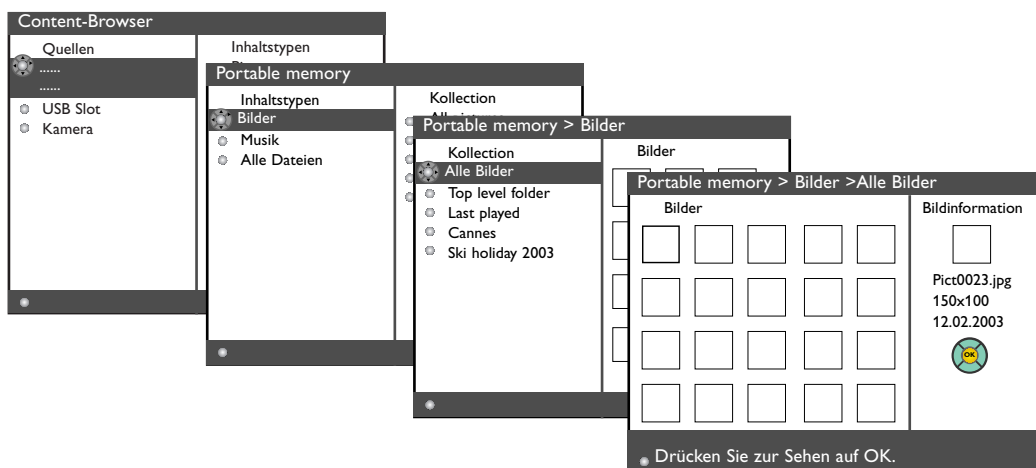 Content-Browser
Quellen
......
......
USB Slot
Kamera
Inhaltstypen
Portable memory
Inhaltstypen
Bilder
Musik
Alle Dateien
Kollection
Portable memory > Bilder
Kollection
Alle Bilder
Top level folder
Last played
Cannes
Ski holiday 2003
Bilder
Portable memory > Bilder >Alle Bilder
Bilder
Bildinformation
Pict0023.jpg
150x100
12.02.2003
OK
Drücken Sie zur Sehen auf OK.